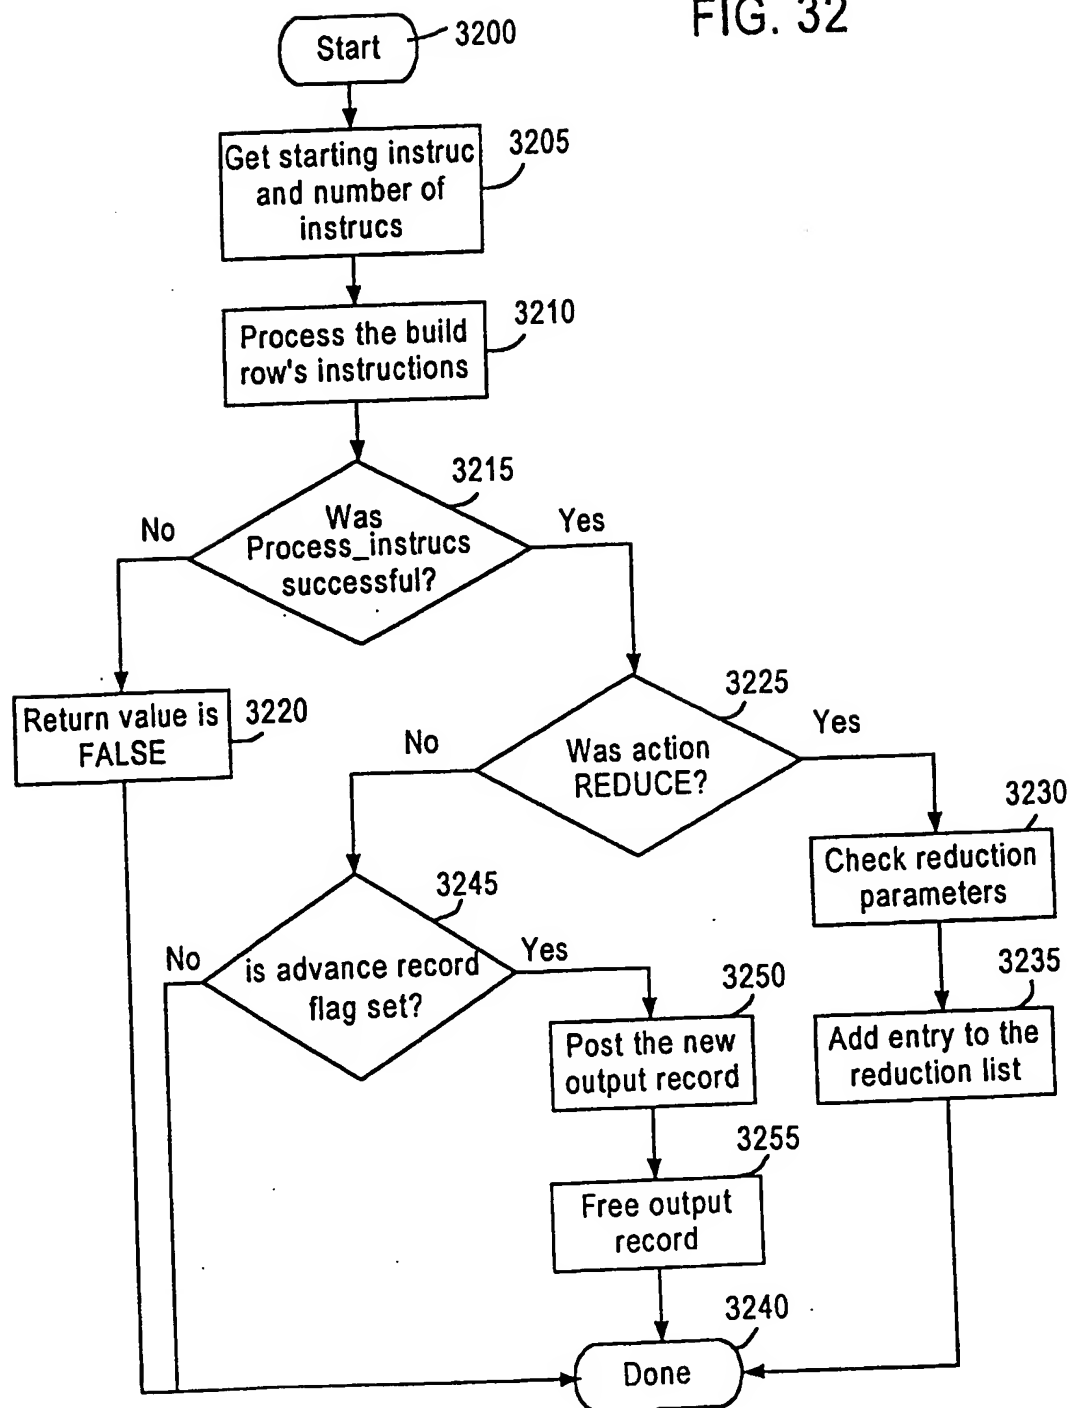 FIG. 32
Start
3200
Get starting instruc
and number of
instrucs
3205
Process the build
row's instructions
3210
Was
Process_instrucs
successful?
3215
No
Yes
Return value is
FALSE
3220
Was action
REDUCE?
3225
No
Yes
Check reduction
parameters
3230
Add entry to the
reduction list
3235
is advance record
flag set?
3245
No
Yes
Post the new
output record
3250
Free output
record
3255
Done
3240